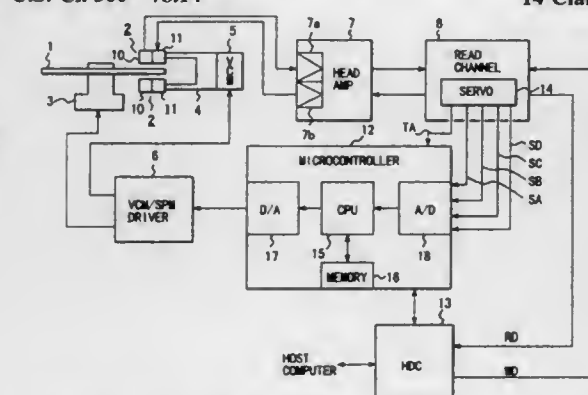 14 Cla
7a
7
8
2
11
5
10
1
VCM
HEAD
AMP
READ
CHANNEL
SERVO
14
3
10
2
11
4
7b
TA
12
SD
SC
SB
SA
6
MICROCONTROLLER
VCM/SPM
DRIVER
D/A
CPU
A/D
17
15
18
MEMORY
16
13
RD
HOST
COMPUTER
HDC
WD